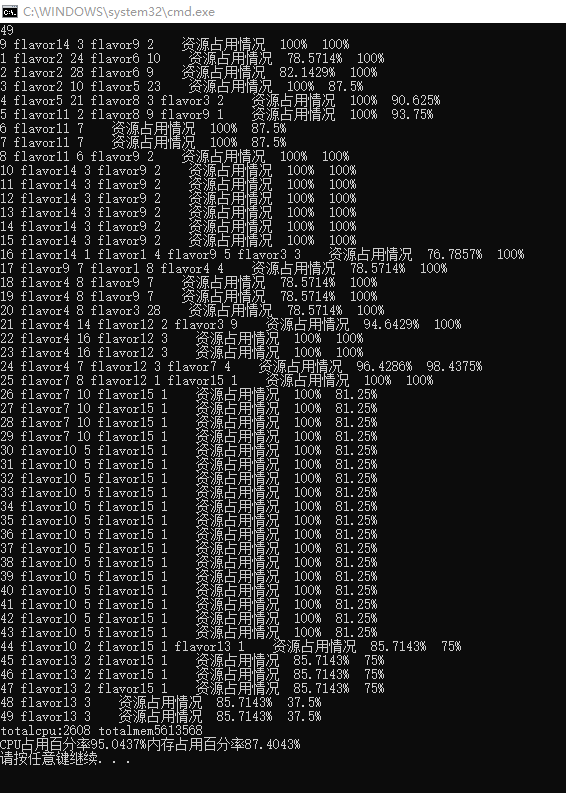 C:\WINDOWS\system32\cmd.exe
49
9 flavor14 3 flavor9 2    资源占用情况  100%  100%
1 flavor2 24 flavor6 10    资源占用情况  78.5714%  100%
2 flavor2 28 flavor6 9    资源占用情况  82.1429%  100%
3 flavor2 10 flavor5 23    资源占用情况  100%  87.5%
4 flavor5 21 flavor8 3 flavor3 2    资源占用情况  100%  90.625%
5 flavor11 2 flavor8 9 flavor9 1    资源占用情况  100%  93.75%
6 flavor11 7    资源占用情况  100%  87.5%
7 flavor11 7    资源占用情况  100%  87.5%
8 flavor11 6 flavor9 2    资源占用情况  100%  100%
10 flavor14 3 flavor9 2    资源占用情况  100%  100%
11 flavor14 3 flavor9 2    资源占用情况  100%  100%
12 flavor14 3 flavor9 2    资源占用情况  100%  100%
13 flavor14 3 flavor9 2    资源占用情况  100%  100%
14 flavor14 3 flavor9 2    资源占用情况  100%  100%
15 flavor14 3 flavor9 2    资源占用情况  100%  100%
16 flavor14 1 flavor1 4 flavor9 5 flavor3 3    资源占用情况  76.7857%  100%
17 flavor9 7 flavor1 8 flavor4 4    资源占用情况  78.5714%  100%
18 flavor4 8 flavor9 7    资源占用情况  78.5714%  100%
19 flavor4 8 flavor9 7    资源占用情况  78.5714%  100%
20 flavor4 8 flavor3 28    资源占用情况  78.5714%  100%
21 flavor4 14 flavor12 2 flavor3 9    资源占用情况  94.6429%  100%
22 flavor4 16 flavor12 3    资源占用情况  100%  100%
23 flavor4 16 flavor12 3    资源占用情况  100%  100%
24 flavor4 7 flavor12 3 flavor7 4    资源占用情况  96.4286%  98.4375%
25 flavor7 8 flavor12 1 flavor15 1    资源占用情况  100%  100%
26 flavor7 10 flavor15 1    资源占用情况  100%  81.25%
27 flavor7 10 flavor15 1    资源占用情况  100%  81.25%
28 flavor7 10 flavor15 1    资源占用情况  100%  81.25%
29 flavor7 10 flavor15 1    资源占用情况  100%  81.25%
30 flavor10 5 flavor15 1    资源占用情况  100%  81.25%
31 flavor10 5 flavor15 1    资源占用情况  100%  81.25%
32 flavor10 5 flavor15 1    资源占用情况  100%  81.25%
33 flavor10 5 flavor15 1    资源占用情况  100%  81.25%
34 flavor10 5 flavor15 1    资源占用情况  100%  81.25%
35 flavor10 5 flavor15 1    资源占用情况  100%  81.25%
36 flavor10 5 flavor15 1    资源占用情况  100%  81.25%
37 flavor10 5 flavor15 1    资源占用情况  100%  81.25%
38 flavor10 5 flavor15 1    资源占用情况  100%  81.25%
39 flavor10 5 flavor15 1    资源占用情况  100%  81.25%
40 flavor10 5 flavor15 1    资源占用情况  100%  81.25%
41 flavor10 5 flavor15 1    资源占用情况  100%  81.25%
42 flavor10 5 flavor15 1    资源占用情况  100%  81.25%
43 flavor10 5 flavor15 1    资源占用情况  100%  81.25%
44 flavor10 2 flavor15 1 flavor13 1    资源占用情况  85.7143%  75%
45 flavor13 2 flavor15 1    资源占用情况  85.7143%  75%
46 flavor13 2 flavor15 1    资源占用情况  85.7143%  75%
47 flavor13 2 flavor15 1    资源占用情况  85.7143%  75%
48 flavor13 3    资源占用情况  85.7143%  37.5%
49 flavor13 3    资源占用情况  85.7143%  37.5%
totalcpu:2608 totalmem5613568
CPU占用百分率95.0437%内存占用百分率87.4043%
请按任意键继续. . .